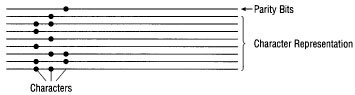 Parity Bits
Character Representation
Characters